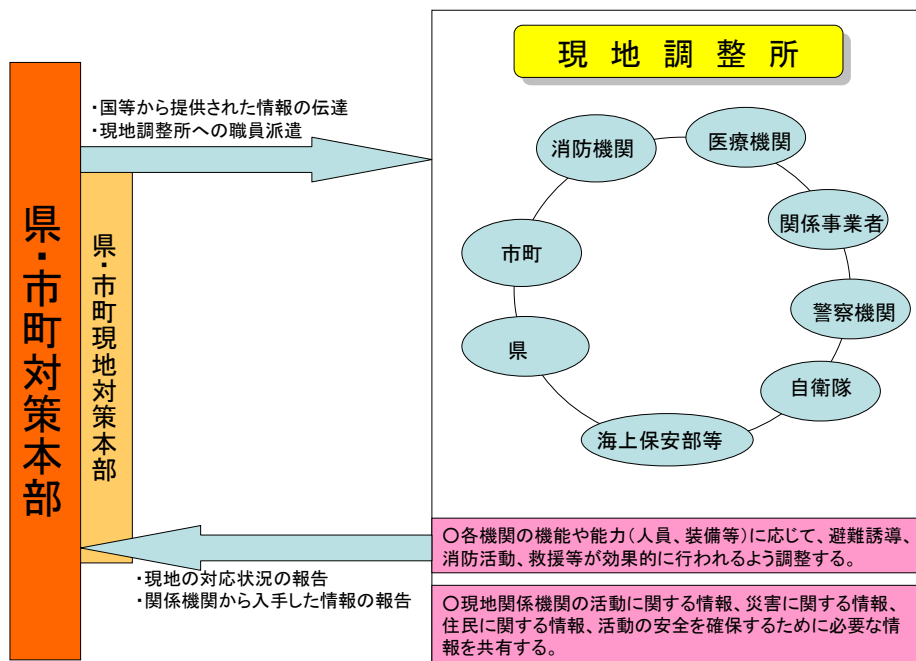 現地調整所
・国等から提供された情報の伝達
・現地調整所への職員派遣
県・市町対策本部
県・市町現地対策本部
消防機関
医療機関
関係事業者
市町
警察機関
県
自衛隊
海上保安部等
・現地の対応状況の報告
・関係機関から入手した情報の報告
○各機関の機能や能力(人員、装備等)に応じて、避難誘導、
消防活動、救援等が効果的に行われるよう調整する。
○現地関係機関の活動に関する情報、災害に関する情報、
住民に関する情報、活動の安全を確保するために必要な情
報を共有する。